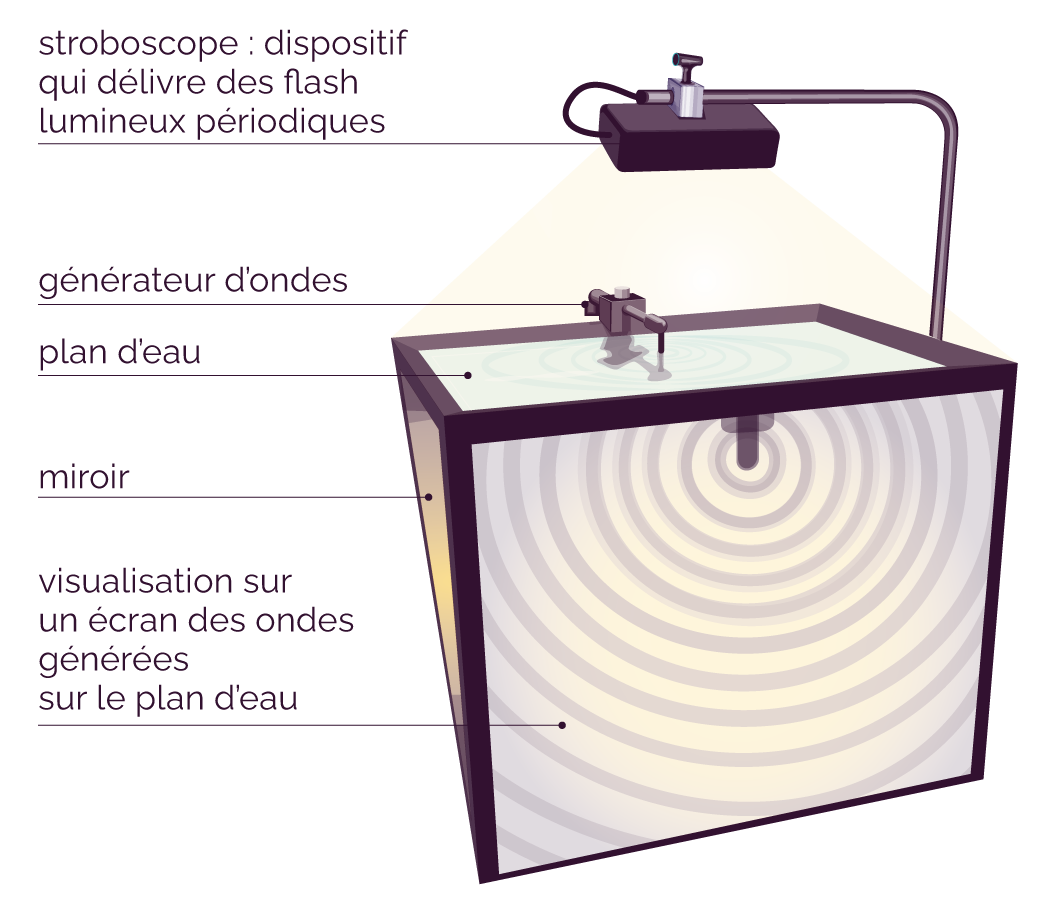 stroboscope : dispositif
qui délivre des flash
lumineux périodiques
générateur d’ondes
plan d’eau
miroir
visualisation sur
un écran des ondes
générées
sur le plan d’eau